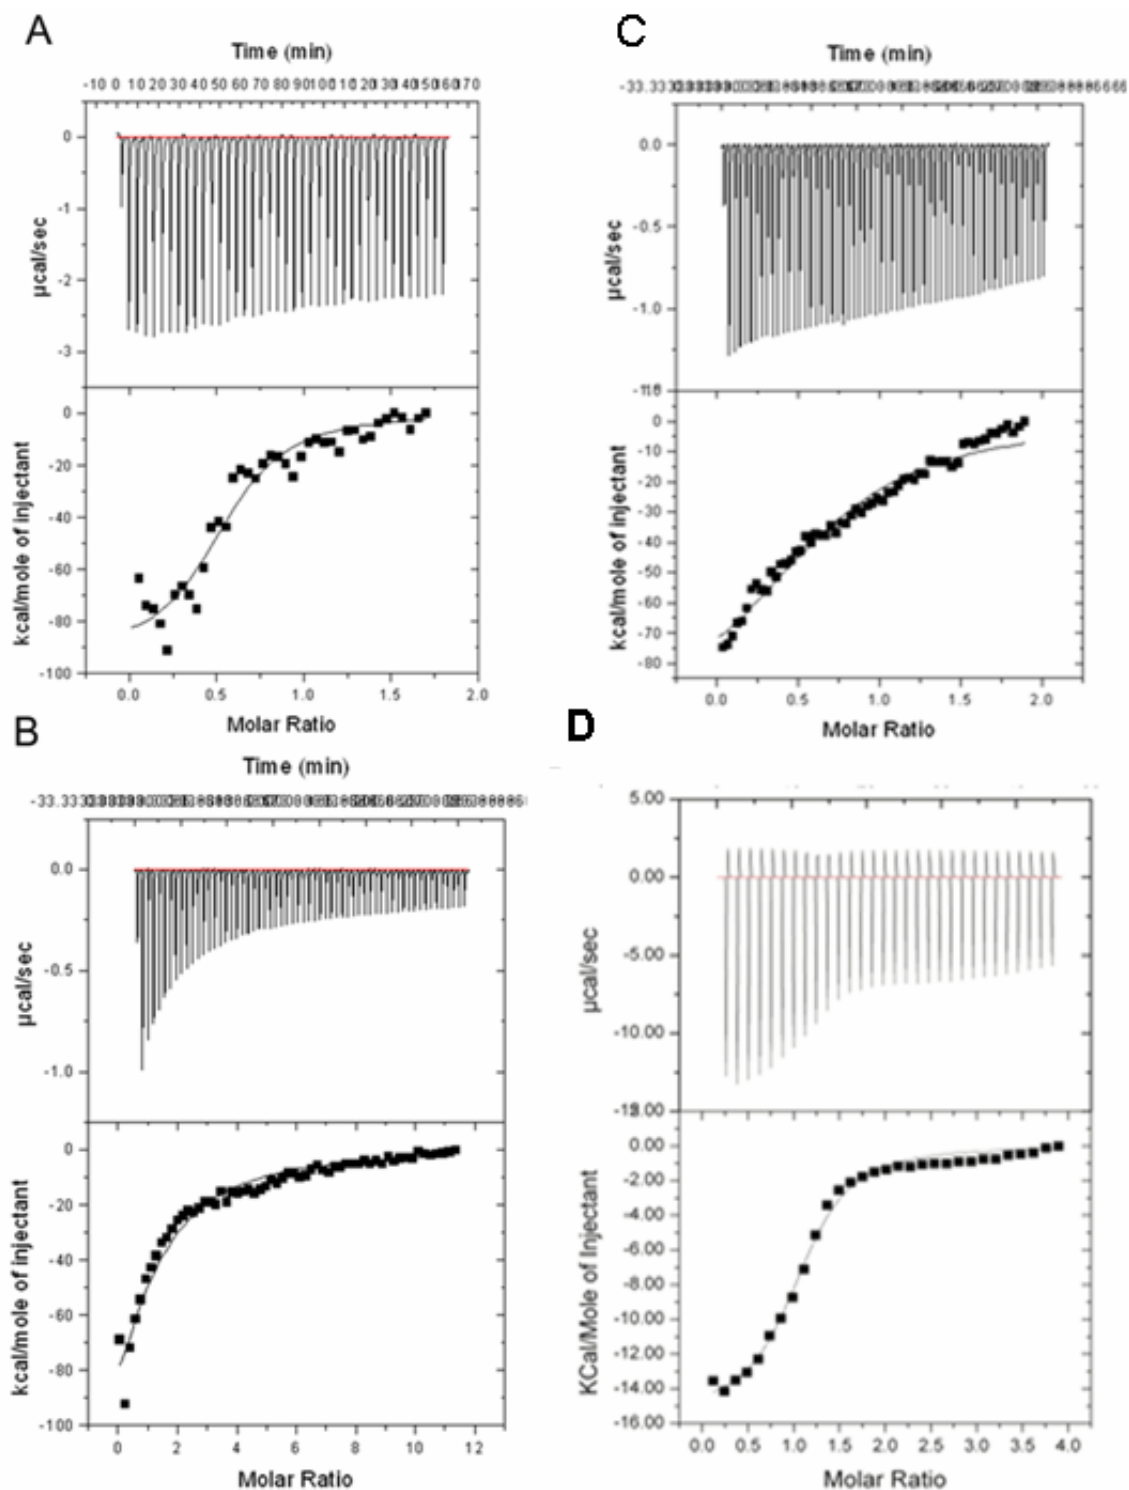 A
Time (min)
-10 0 10 20 30 40 50 60 70 80 90 100 110 120 130 140 150 160 170
0
-1
-2
-3
µcal/sec
0
-20
-40
-60
-80
-100
kcal/mole of injectant
0.0 0.5 1.0 1.5 2.0
Molar Ratio
C
Time (min)
0.0
-0.5
-1.0
µcal/sec
0
-10
-20
-30
-40
-50
-60
-70
-80
kcal/mole of injectant
0.0 0.5 1.0 1.5 2.0
Molar Ratio
B
Time (min)
0.0
-0.5
-1.0
µcal/sec
0
-20
-40
-60
-80
-100
kcal/mole of injectant
0 2 4 6 8 10 12
Molar Ratio
D
5.00
0.00
-5.00
-10.00
µcal/sec
0.00
-2.00
-4.00
-6.00
-8.00
-10.00
-12.00
-14.00
-16.00
KCal/Mole of Injectant
0.0 0.5 1.0 1.5 2.0 2.5 3.0 3.5 4.0
Molar Ratio